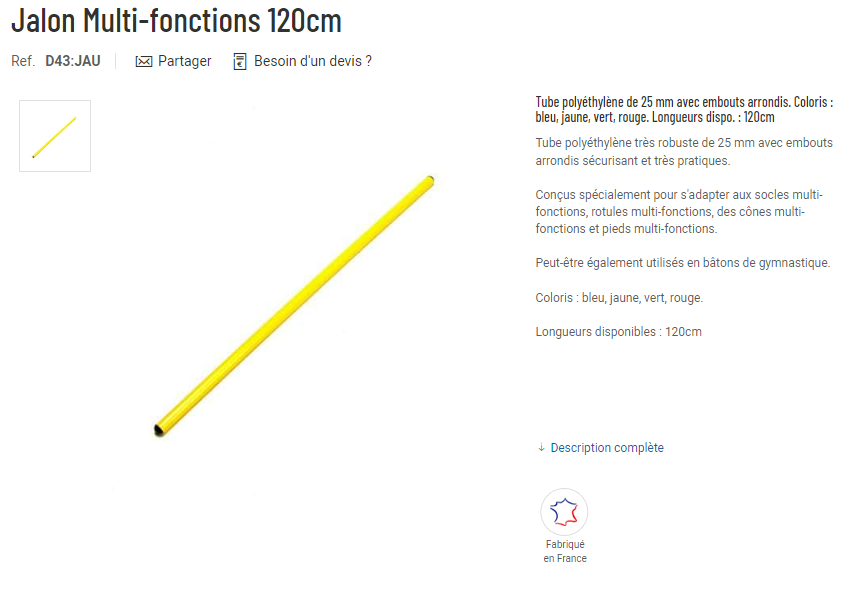 Jalon Multi-fonctions 120cm
Ref. D43:JAU Partager Besoin d'un devis ?
Tube polyéthylène de 25 mm avec embouts arrondis. Coloris :
bleu, jaune, vert, rouge. Longueurs dispo. : 120cm
Tube polyéthylène très robuste de 25 mm avec embouts
arrondis sécurisant et très pratiques.
Conçus spécialement pour s'adapter aux socles multi-
fonctions, rotules multi-fonctions, des cônes multi-
fonctions et pieds multi-fonctions.
Peut-être également utilisés en bâtons de gymnastique.
Coloris : bleu, jaune, vert, rouge.
Longueurs disponibles : 120cm
↓ Description complète
Fabriqué
en France